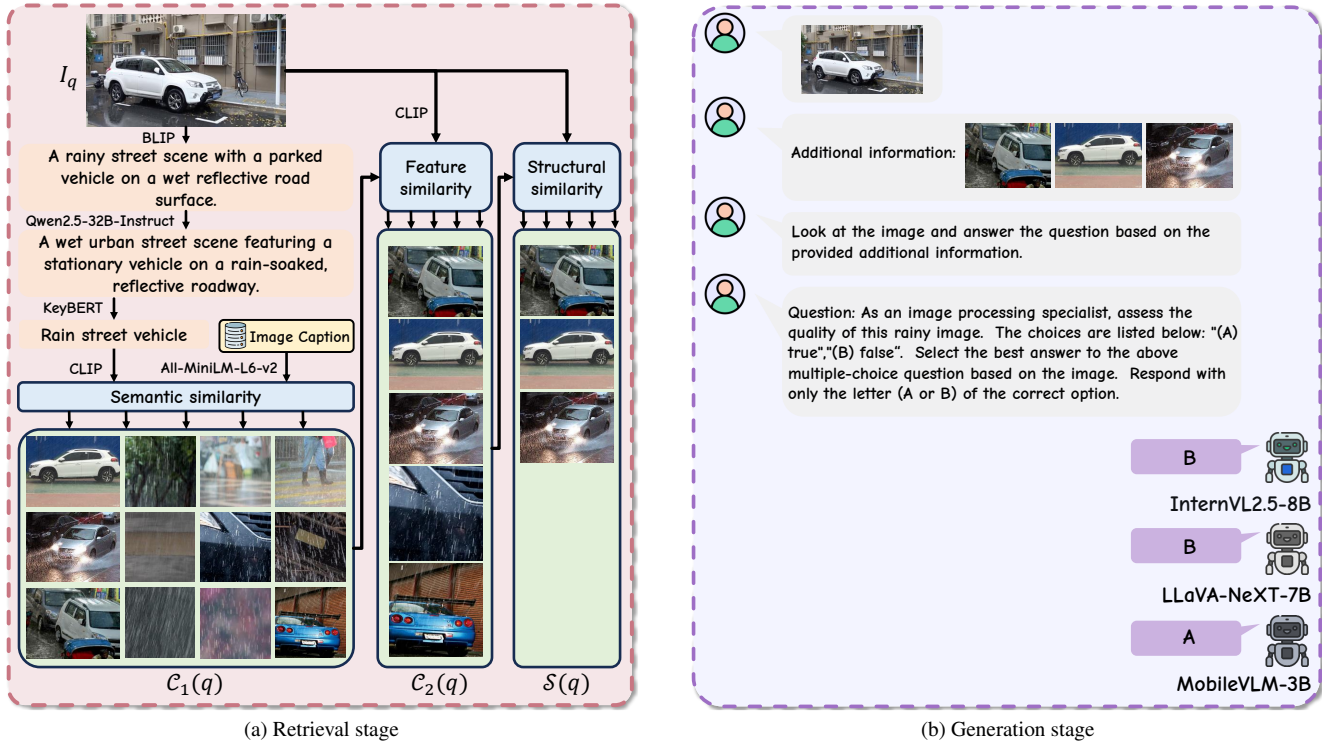 I_q
BLIP
A rainy street scene with a parked
vehicle on a wet reflective road
surface.
Qwen2.5-32B-Instruct
A wet urban street scene featuring a
stationary vehicle on a rain-soaked,
reflective roadway.
KeyBERT
Rain street vehicle
Image Caption
CLIP
All-MiniLM-L6-v2
Semantic similarity
C₁(q)
CLIP
Feature
similarity
C₂(q)
Structural
similarity
S(q)
(a) Retrieval stage
Additional information:
Look at the image and answer the question based on the
provided additional information.
Question: As an image processing specialist, assess the
quality of this rainy image. The choices are listed below: "(A)
true","(B) false". Select the best answer to the above
multiple-choice question based on the image. Respond with
only the letter (A or B) of the correct option.
B
InternVL2.5-8B
B
LLaVA-NeXT-7B
A
MobileVLM-3B
(b) Generation stage